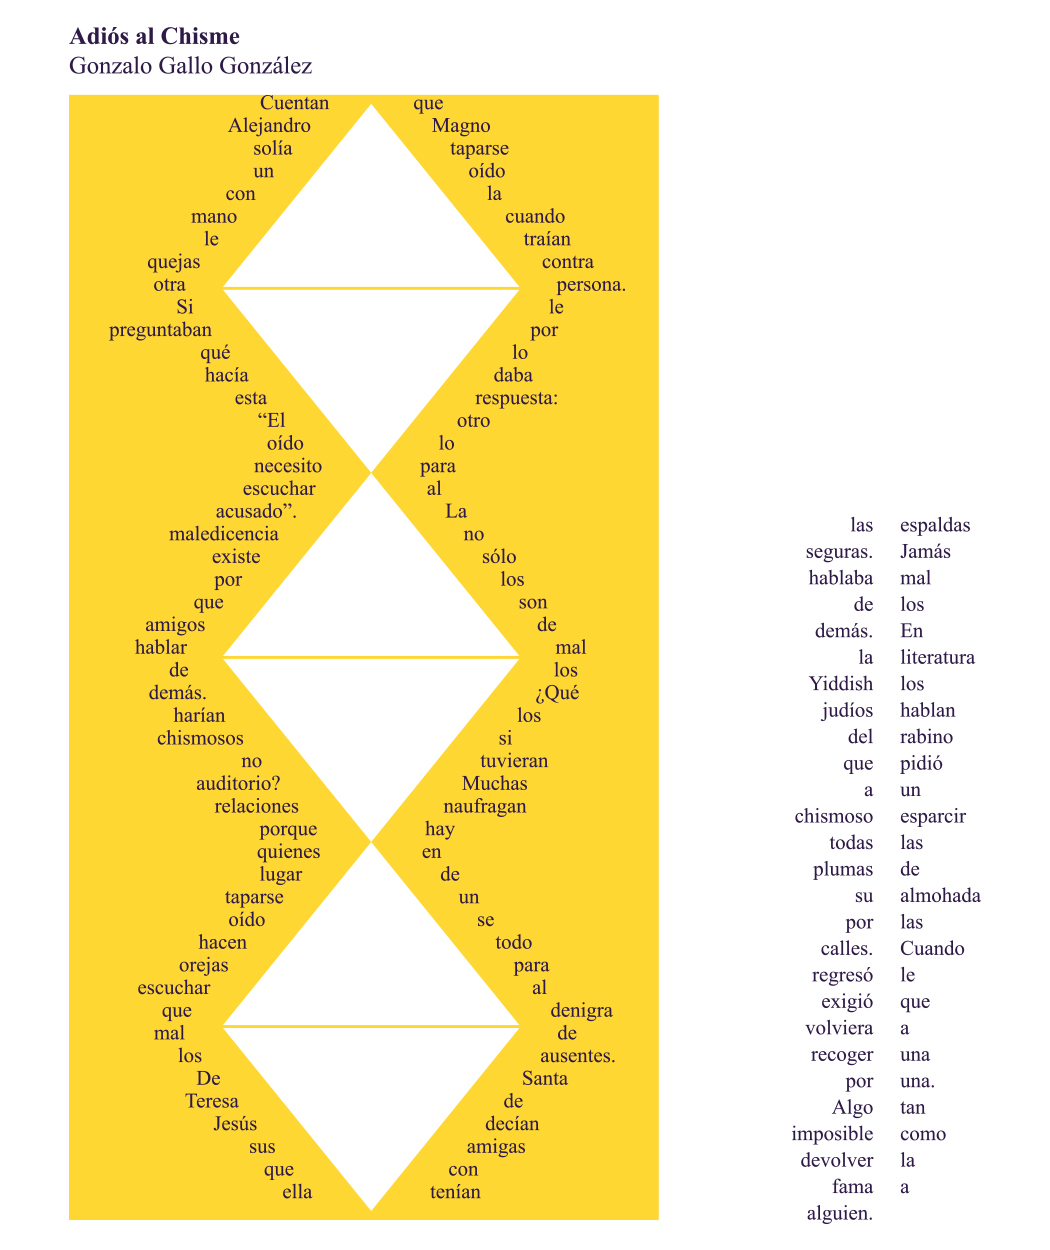 Adiós al Chisme
Gonzalo Gallo González
Cuentan que
Alejandro Magno
solía taparse
un oído
con la
mano cuando
le traían
quejas contra
otra persona.
Si le
preguntaban por
qué lo
hacía daba
esta respuesta:
“El otro
oído lo
necesito para
escuchar al
acusado”. La
maledicencia no
existe sólo
por los
que son
amigos de
hablar mal
de los
demás. ¿Qué
harían los
chismosos si
no tuvieran
auditorio? Muchas
relaciones naufragan
porque hay
quienes en
lugar de
taparse un
oído se
hacen todo
orejas para
escuchar al
que denigra
mal de
los ausentes.
De Santa
Teresa de
Jesús decían
sus amigas
que con
ella tenían
las espaldas
seguras. Jamás
hablaba mal
de los
demás. En
la literatura
Yiddish los
judíos hablan
del rabino
que pidió
a un
chismoso esparcir
todas las
plumas de
su almohada
por las
calles. Cuando
regresó le
exigió que
volviera a
recoger una
por una.
Algo tan
imposible como
devolver la
fama a
alguien.